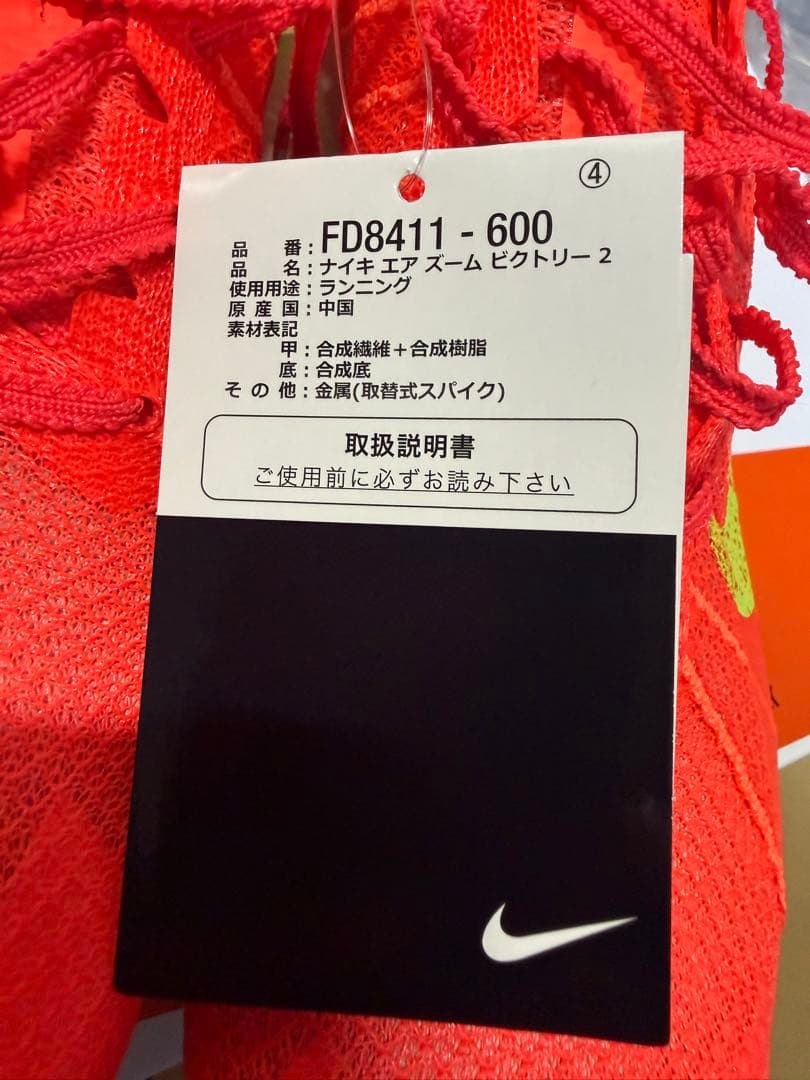 ④
品 番：FD8411 - 600
品 名：ナイキ エア ズーム ビクトリー 2
使用用途：ランニング
原 産 国：中国
素材表記
甲：合成繊維＋合成樹脂
底：合成底
そ の 他：金属(取替式スパイク)
取扱説明書
ご使用前に必ずお読み下さい